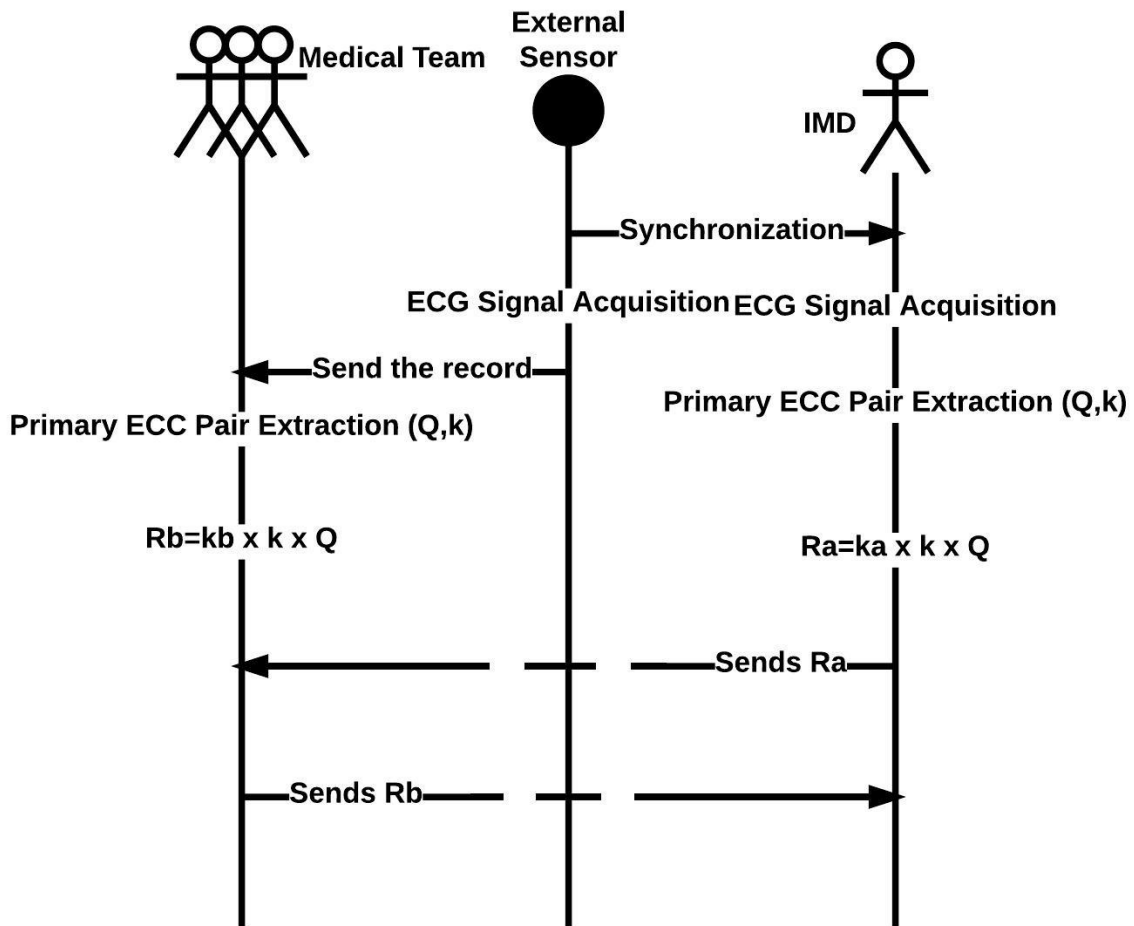 External
Sensor
Medical Team
IMD
Synchronization
ECG Signal Acquisition
ECG Signal Acquisition
Send the record
Primary ECC Pair Extraction (Q,k)
Primary ECC Pair Extraction (Q,k)
Rb=kb x k x Q
Ra=ka x k x Q
Sends Ra
Sends Rb